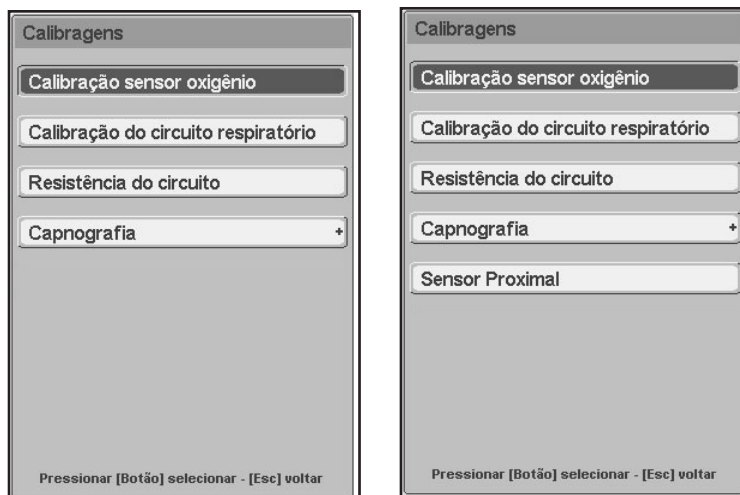 Calibragens
Calibração sensor oxigênio
Calibração do circuito respiratório
Resistência do circuito
Capnografia +
Pressionar [Botão] selecionar - [Esc] voltar
Calibragens
Calibração sensor oxigênio
Calibração do circuito respiratório
Resistência do circuito
Capnografia +
Sensor Proximal
Pressionar [Botão] selecionar - [Esc] voltar